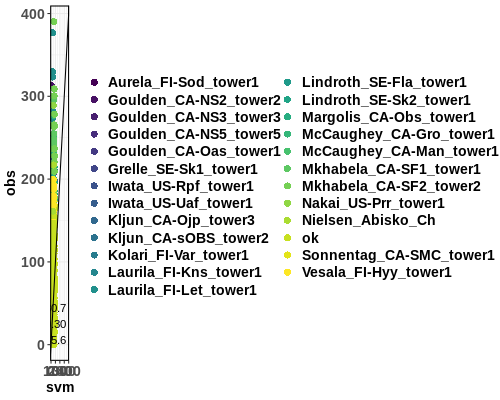 400
300
200
100
0
obs
0.7
.30
5.6
svm
Aurela_FI-Sod_tower1
Goulden_CA-NS2_tower2
Goulden_CA-NS3_tower3
Goulden_CA-NS5_tower5
Goulden_CA-Oas_tower1
Grelle_SE-Sk1_tower1
Iwata_US-Rpf_tower1
Iwata_US-Uaf_tower1
Kljun_CA-Ojp_tower3
Kljun_CA-sOBS_tower2
Kolari_FI-Var_tower1
Laurila_FI-Kns_tower1
Laurila_FI-Let_tower1
Lindroth_SE-Fla_tower1
Lindroth_SE-Sk2_tower1
Margolis_CA-Obs_tower1
McCaughey_CA-Gro_tower1
McCaughey_CA-Man_tower1
Mkhabela_CA-SF1_tower1
Mkhabela_CA-SF2_tower2
Nakai_US-Prr_tower1
Nielsen_Abisko_Ch
ok
Sonnentag_CA-SMC_tower1
Vesala_FI-Hyy_tower1